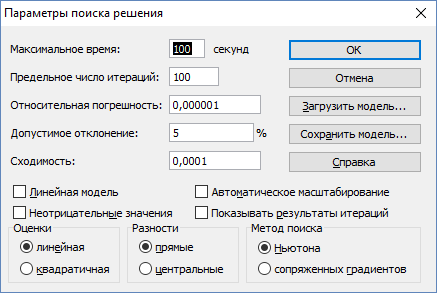 Параметры поиска решения
Максимальное время: 100 секунд OK
Предельное число итераций: 100 Отмена
Относительная погрешность: 0,000001 Загрузить модель...
Допустимое отклонение: 5 % Сохранить модель...
Сходимость: 0,0001 Справка
Линейная модель Автоматическое масштабирование
Неотрицательные значения Показывать результаты итераций
Оценки Разности Метод поиска
линейная прямые Ньютона
квадратичная центральные сопряженных градиентов